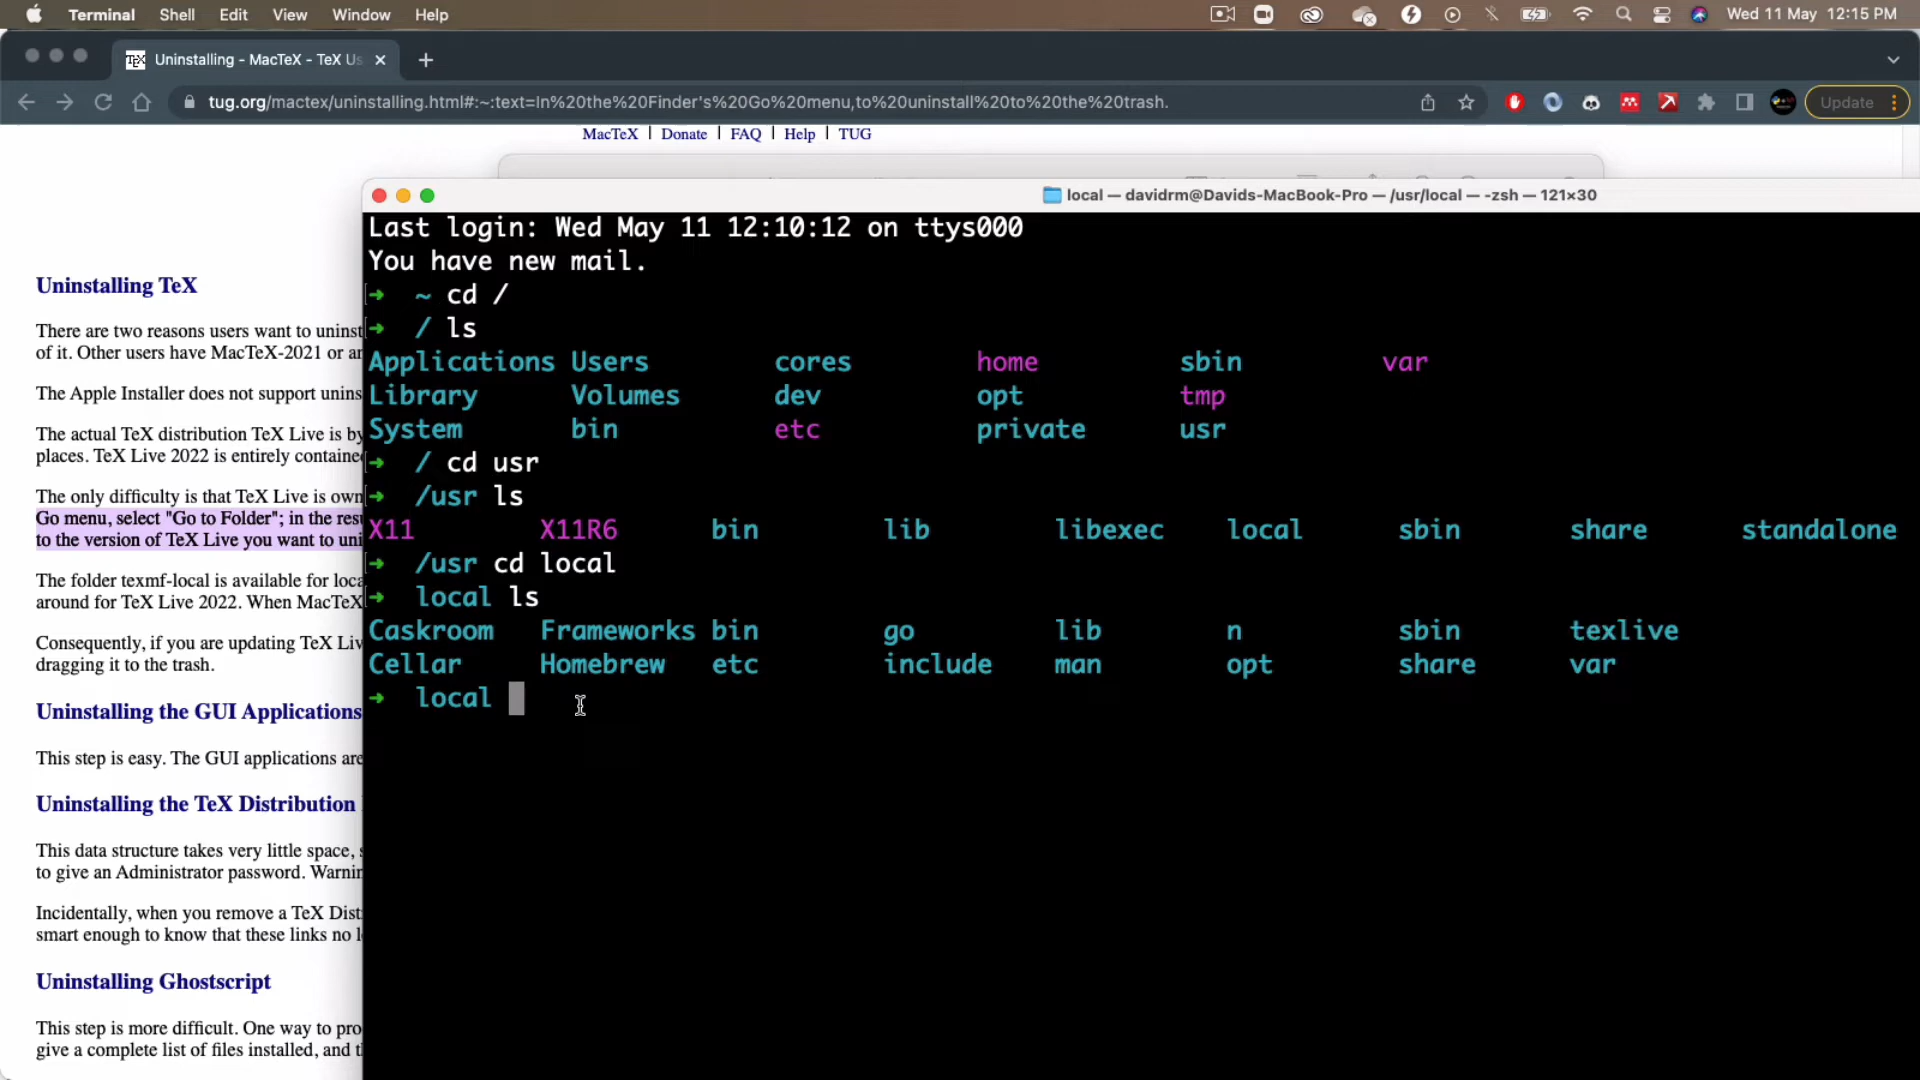 Terminal Shell Edit View Window Help Wed 11 May 12:15 PM
Uninstalling - MacTeX - TeX Us
tug.org/mactex/uninstalling.html#:~:text=In%20the%20Finder's%20Go%20menu,to%20uninstall%20to%20the%20trash. Update
MacTeX | Donate | FAQ | Help | TUG
local — davidrm@Davids-MacBook-Pro — /usr/local — -zsh — 121×30
Last login: Wed May 11 12:10:12 on ttys000
You have new mail.
➜ ~ cd /
➜ / ls
Applications Users cores home sbin var
Library Volumes dev opt tmp
System bin etc private usr
➜ / cd usr
➜ /usr ls
X11 X11R6 bin lib libexec local sbin share standalone
➜ /usr cd local
➜ local ls
Caskroom Frameworks bin go lib n sbin texlive
Cellar Homebrew etc include man opt share var
➜ local
Uninstalling TeX
There are two reasons users want to uninst
of it. Other users have MacTeX-2021 or
The Apple Installer does not support unins
The actual TeX distribution TeX Live is by
places. TeX Live 2022 is entirely containe
The only difficulty is that TeX Live is own
Go menu, select "Go to Folder"; in the res
to the version of TeX Live you want to uni
The folder texmf-local is available for loca
around for TeX Live 2022. When MacTeX
Consequently, if you are updating TeX Liv
dragging it to the trash.
Uninstalling the GUI Applications
This step is easy. The GUI applications are
Uninstalling the TeX Distribution
This data structure takes very little space,
to give an Administrator password. Warnin
Incidentally, when you remove a TeX Dist
smart enough to know that these links no
Uninstalling Ghostscript
This step is more difficult. One way to pro
give a complete list of files installed, and